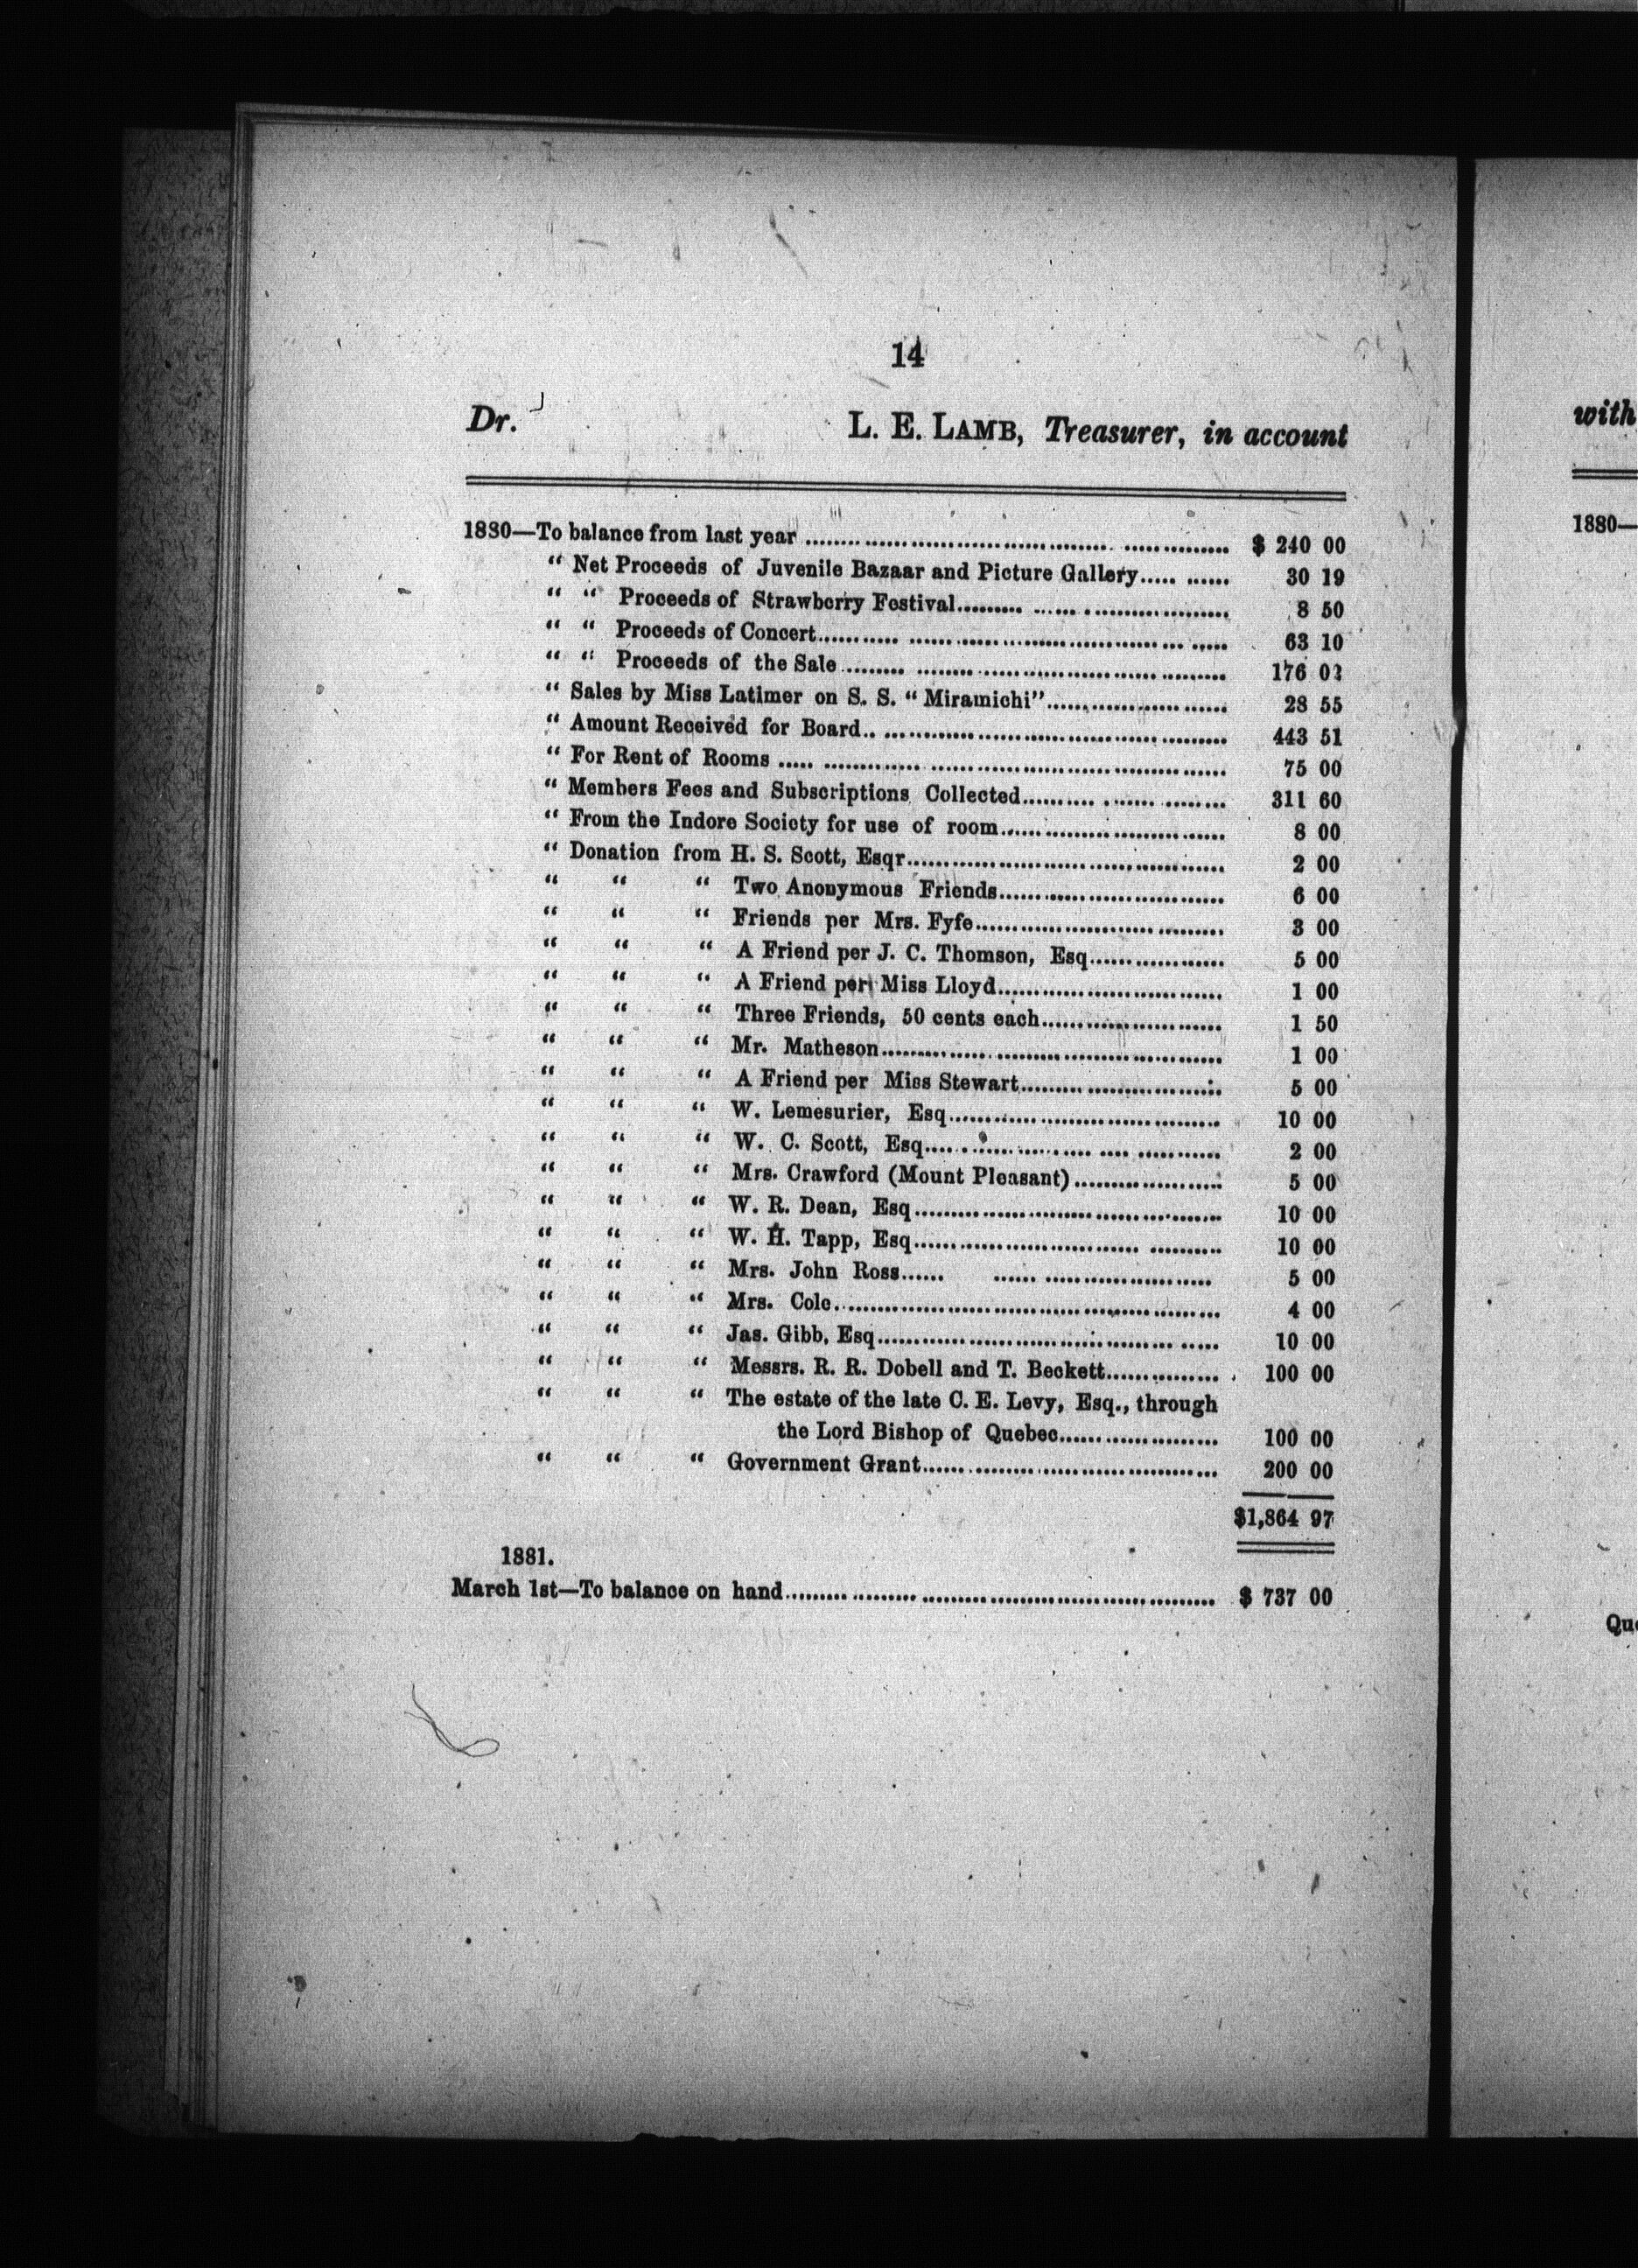 14
Dr. L. E. LAMB, Treasurer, in account
1880—To balance from last year ........................ $ 240 00
“ Net Proceeds of Juvenile Bazaar and Picture Gallery........... 30 19
“ “ Proceeds of Strawberry Festival........................ 8 50
“ “ Proceeds of Concert........................ 63 10
“ “ Proceeds of the Sale........................ 176 02
“ Sales by Miss Latimer on S. S. “ Miramichi”........................ 28 55
“ Amount Received for Board........................ 443 51
“ For Rent of Rooms ........................ 75 00
“ Members Fees and Subscriptions Collected........................ 311 60
“ From the Indore Society for use of room........................ 8 00
“ Donation from H. S. Scott, Esqr........................ 2 00
“ “ “ Two Anonymous Friends........................ 6 00
“ “ “ Friends per Mrs. Fyfe........................ 3 00
“ “ “ A Friend per J. C. Thomson, Esq.................. 5 00
“ “ “ A Friend per Miss Lloyd........................ 1 00
“ “ “ Three Friends, 50 cents each........................ 1 50
“ “ “ Mr. Matheson........................ 1 00
“ “ “ A Friend per Miss Stewart........................ 5 00
“ “ “ W. Lemesurier, Esq........................ 10 00
“ “ “ W. C. Scott, Esq........................ 2 00
“ “ “ Mrs. Crawford (Mount Pleasant)................... 5 00
“ “ “ W. R. Dean, Esq........................ 10 00
“ “ “ W. H. Tapp, Esq........................ 10 00
“ “ “ Mrs. John Ross........................ 5 00
“ “ “ Mrs. Cole........................ 4 00
“ “ “ Jas. Gibb, Esq........................ 10 00
“ “ “ Messrs. R. R. Dobell and T. Beckett............... 100 00
“ “ “ The estate of the late C. E. Levy, Esq., through
the Lord Bishop of Quebec..................... 100 00
“ “ “ Government Grant........................ 200 00
$1,864 97
1881.
March 1st—To balance on hand........................ $ 737 00
with
1880—